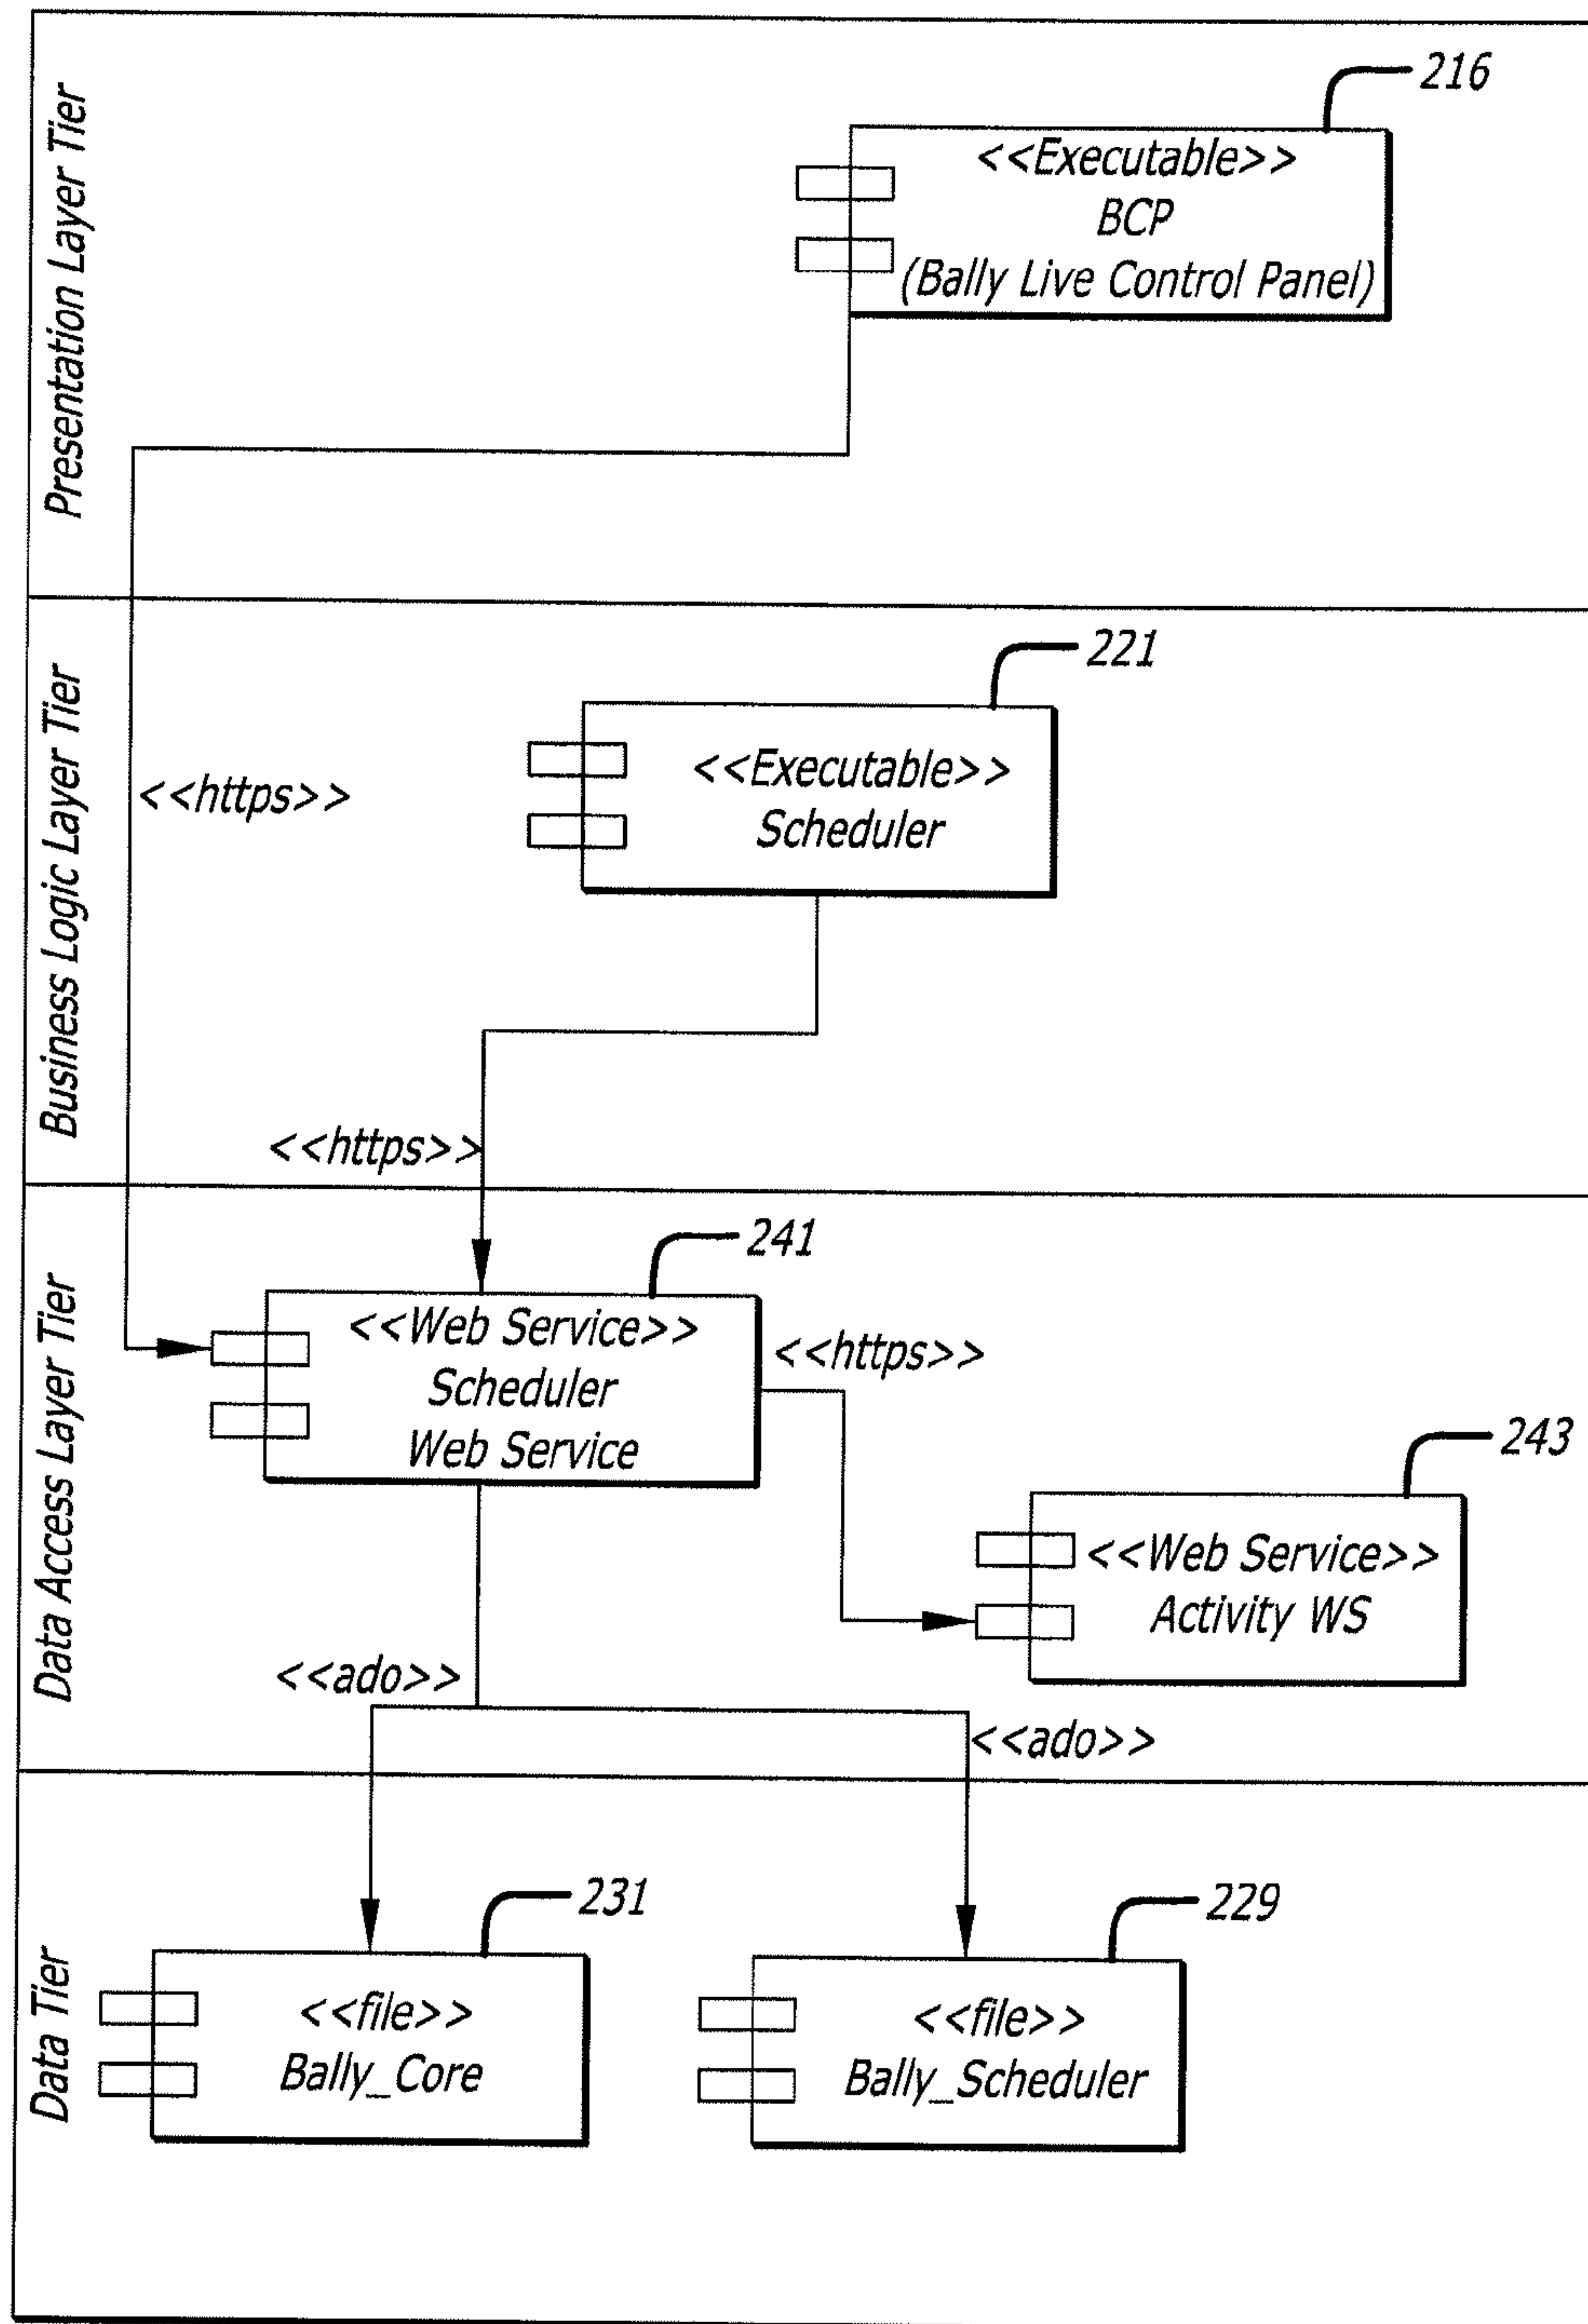 Presentation Layer Tier
216
<<Executable>>
BCP
(Bally Live Control Panel)
Business Logic Layer Tier
221
<<Executable>>
Scheduler
<<https>>
<<https>>
Data Access Layer Tier
241
<<Web Service>>
Scheduler
Web Service
<<https>>
243
<<Web Service>>
Activity WS
<<ado>>
<<ado>>
Data Tier
231
<<file>>
Bally_Core
229
<<file>>
Bally_Scheduler